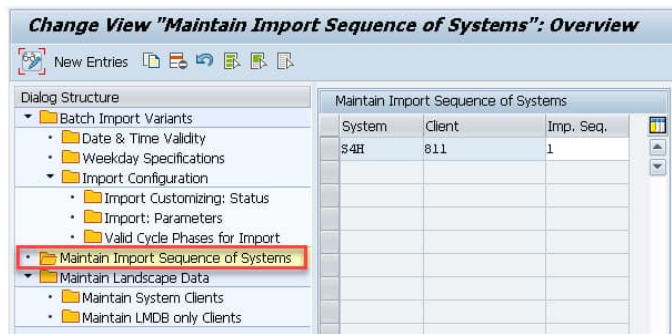 Change View "Maintain Import Sequence of Systems": Overview
New Entries
Dialog Structure
Batch Import Variants
Date & Time Validity
Weekday Specifications
Import Configuration
Import Customizing: Status
Import: Parameters
Valid Cycle Phases for Import
Maintain Import Sequence of Systems
Maintain Landscape Data
Maintain System Clients
Maintain LMDB only Clients
Maintain Import Sequence of Systems
System Client Imp. Seq.
S4H 811 1